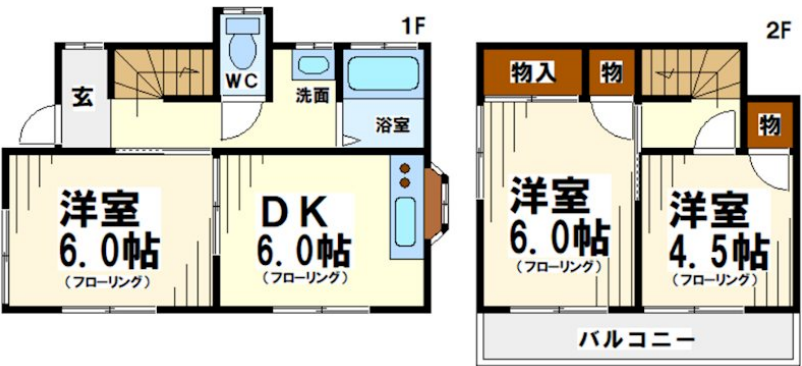 1F
WC
玄
洗面
浴室
洋室
6.0帖
(フローリング)
DK
6.0帖
(フローリング)
2F
物入
物
物
洋室
6.0帖
(フローリング)
洋室
4.5帖
(フローリング)
バルコニー